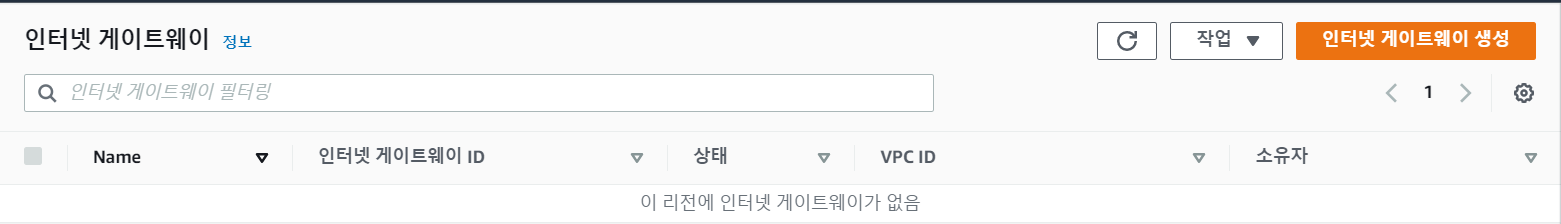 인터넷 게이트웨이 정보
작업 인터넷 게이트웨이 생성
인터넷 게이트웨이 필터링
1
Name 인터넷 게이트웨이 ID 상태 VPC ID 소유자
이 리전에 인터넷 게이트웨이가 없음